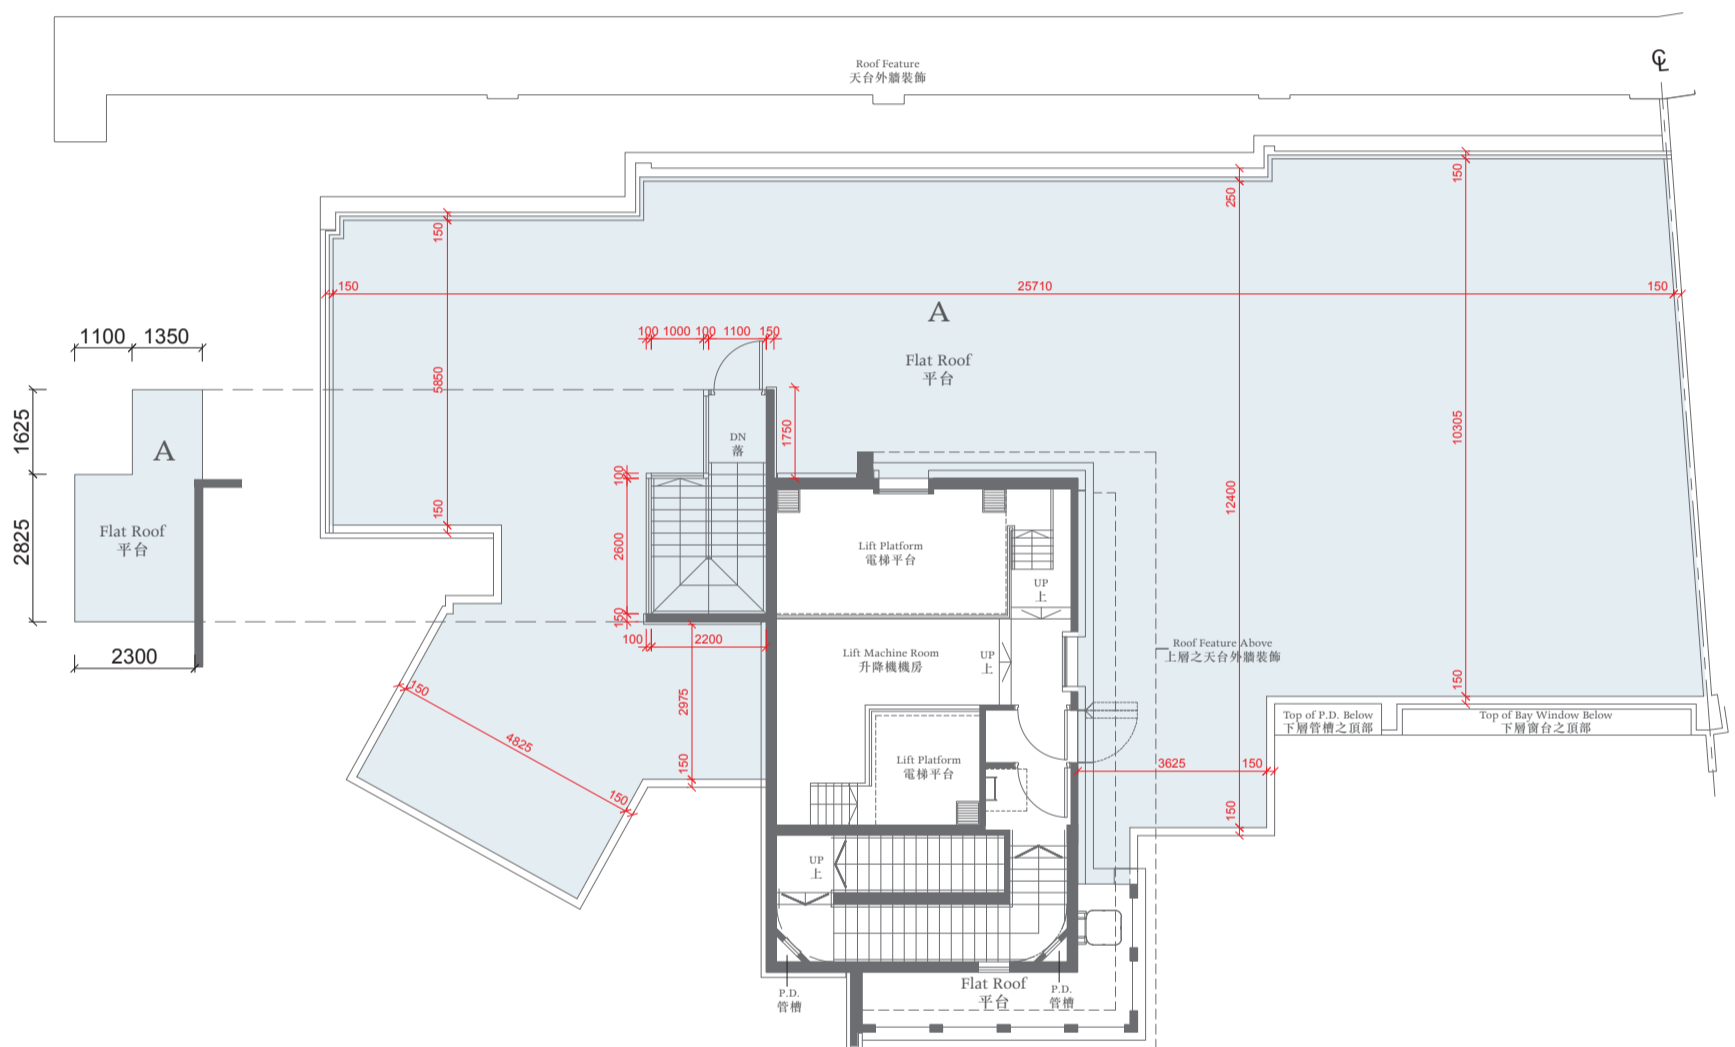 Roof Feature
天台外牆裝飾
℄
150
250
150
150
25710
150
A
Flat Roof
平台
1100
1350
100
1000
100
1100
150
5850
1750
10305
1625
A
DN
落
100
12400
2825
Flat Roof
平台
150
2600
Lift Platform
電梯平台
UP
上
150
100
2200
2300
Lift Machine Room
升降機機房
UP
上
Roof Feature Above
上層之天台外牆裝飾
150
2975
150
4825
150
Top of P.D. Below
下層管槽之頂部
Top of Bay Window Below
下層窗台之頂部
150
Lift Platform
電梯平台
3625
150
150
UP
上
P.D.
管槽
Flat Roof
平台
P.D.
管槽